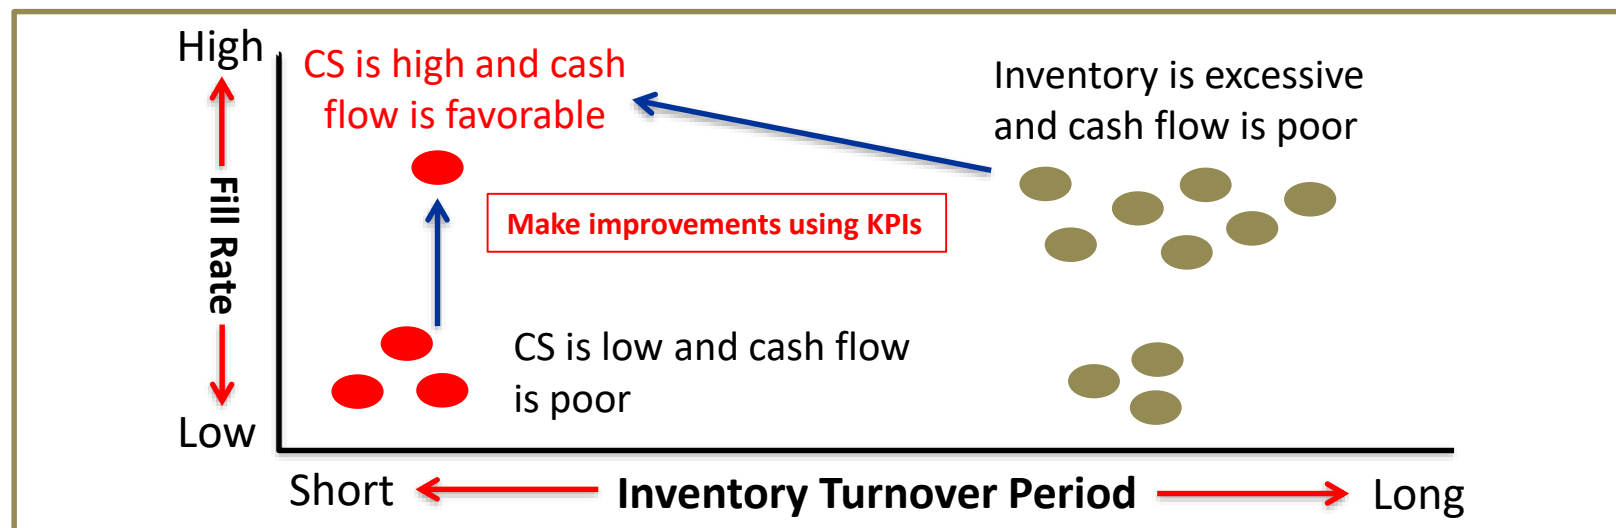 High
CS is high and cash
flow is favorable
Inventory is excessive
and cash flow is poor
Fill Rate
Make improvements using KPIs
CS is low and cash flow
is poor
Low
Short
Inventory Turnover Period
Long